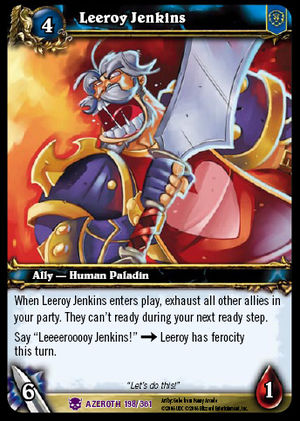 4 Leeroy Jenkins
Ally — Human Paladin
When Leeroy Jenkins enters play, exhaust all other allies in
your party. They can't ready during your next ready step.
Say "Leeeerooooo Jenkins!" → Leeroy has ferocity
this turn.
"Let's do this!"
6
1
AZEROTH 198/361